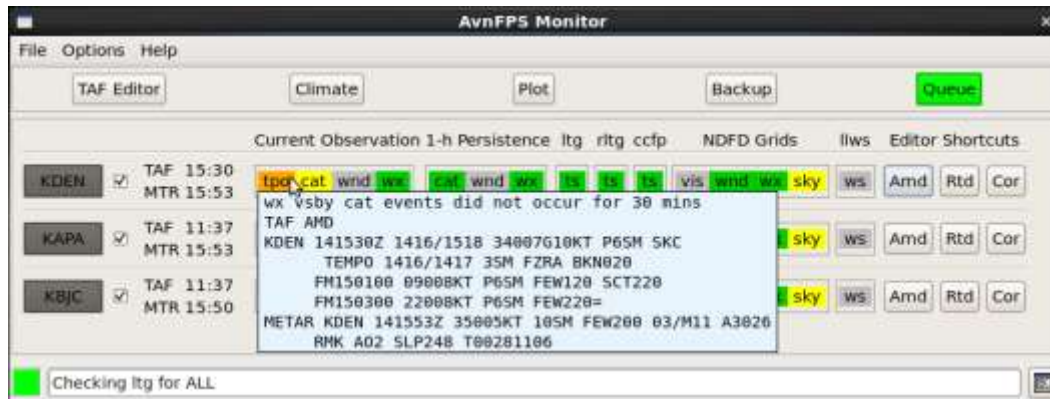 AvnFPS Monitor
File Options Help
TAF Editor Climate Plot Backup Queue
Current Observation 1-h Persistence ltg rltg ccfp NDFD Grids llws Editor Shortcuts
KDEN TAF 15:30 tpo cat wnd wx cat wnd wx ts ts ts vis wnd wx sky ws Amd Rtd Cor
MTR 15:53
wx vsby cat events did not occur for 30 mins
TAF AMD
KDEN 141530Z 1416/1518 34007G10KT P6SM SKC
TEMPO 1416/1417 3SM FZRA BKN020
FM150100 09008KT P6SM FEW120 SCT220
FM150300 22008KT P6SM FEW220=
METAR KDEN 141553Z 35005KT 10SM FEW200 03/M11 A3026
RMK AO2 SLP248 T00281106
KAPA TAF 11:37 sky ws Amd Rtd Cor
MTR 15:53
KBJC TAF 11:37 sky ws Amd Rtd Cor
MTR 15:50
Checking ltg for ALL